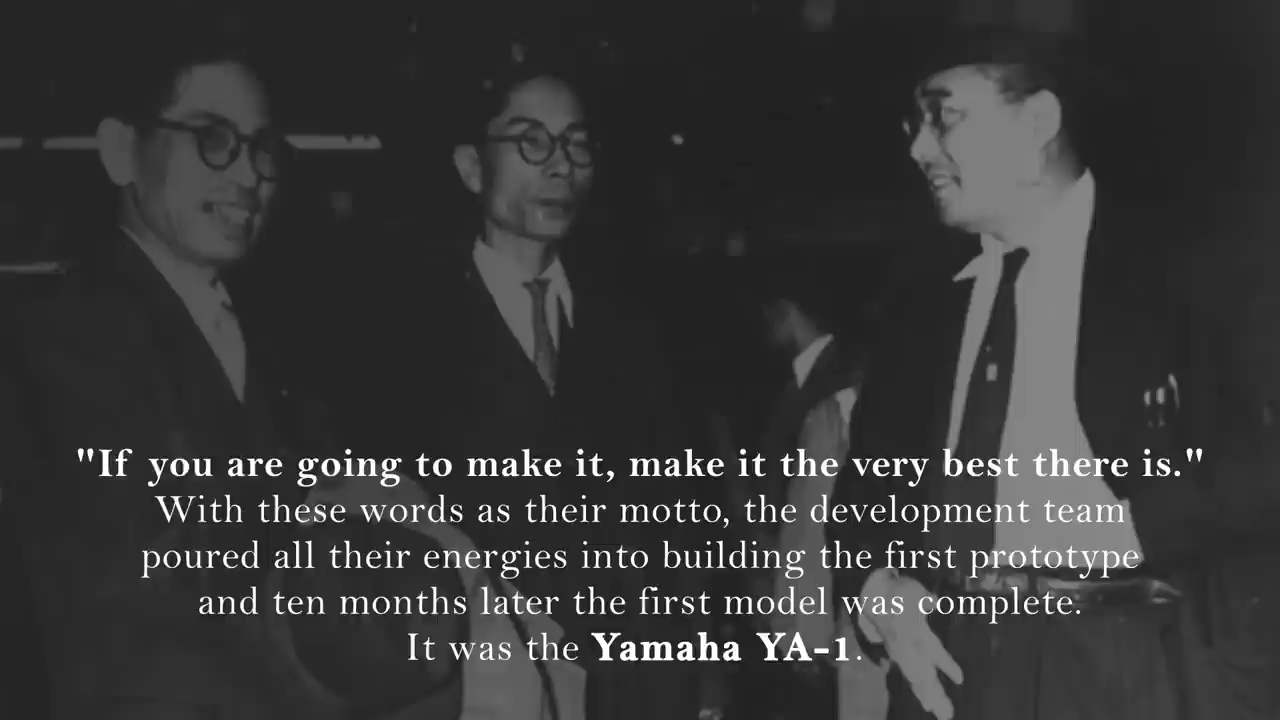 "If you are going to make it, make it the very best there is."
With these words as their motto, the development team
poured all their energies into building the first prototype
and ten months later the first model was complete.
It was the Yamaha YA-1.